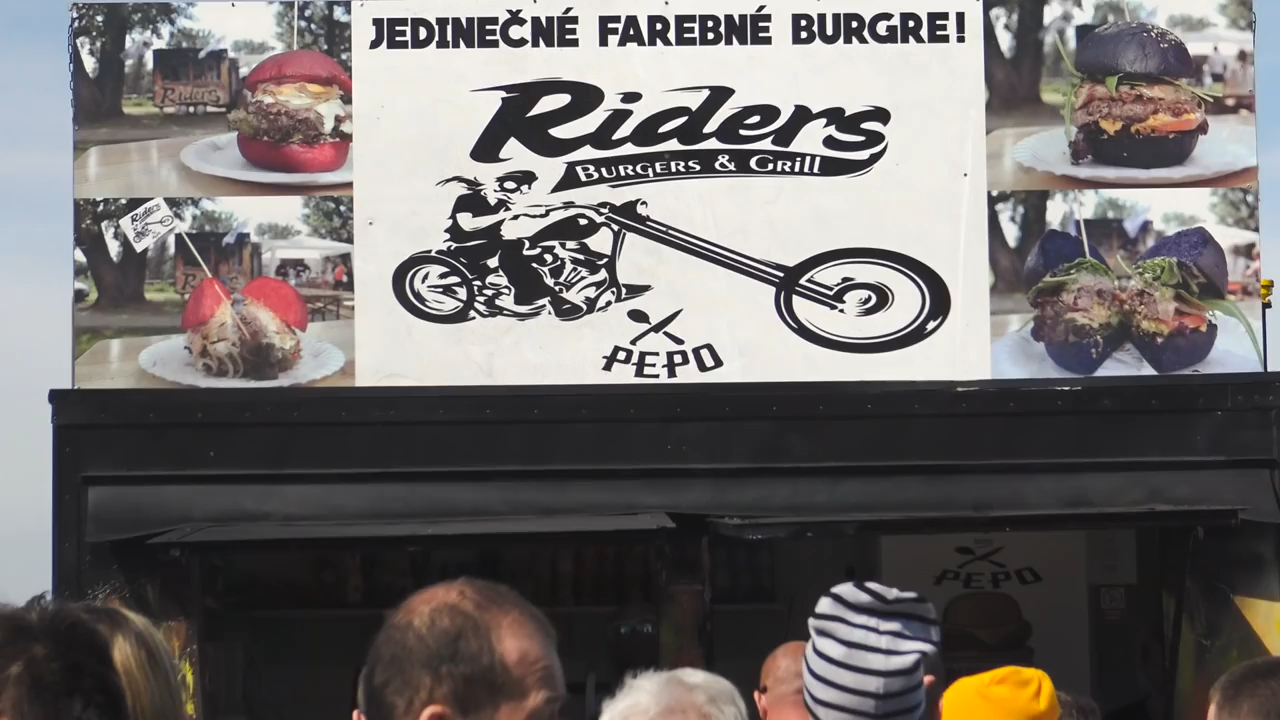 JEDINEČNÉ FAREBNÉ BURGRE!
Riders
Riders
BURGERS & GRILL
Riders
PEPO
PEPO